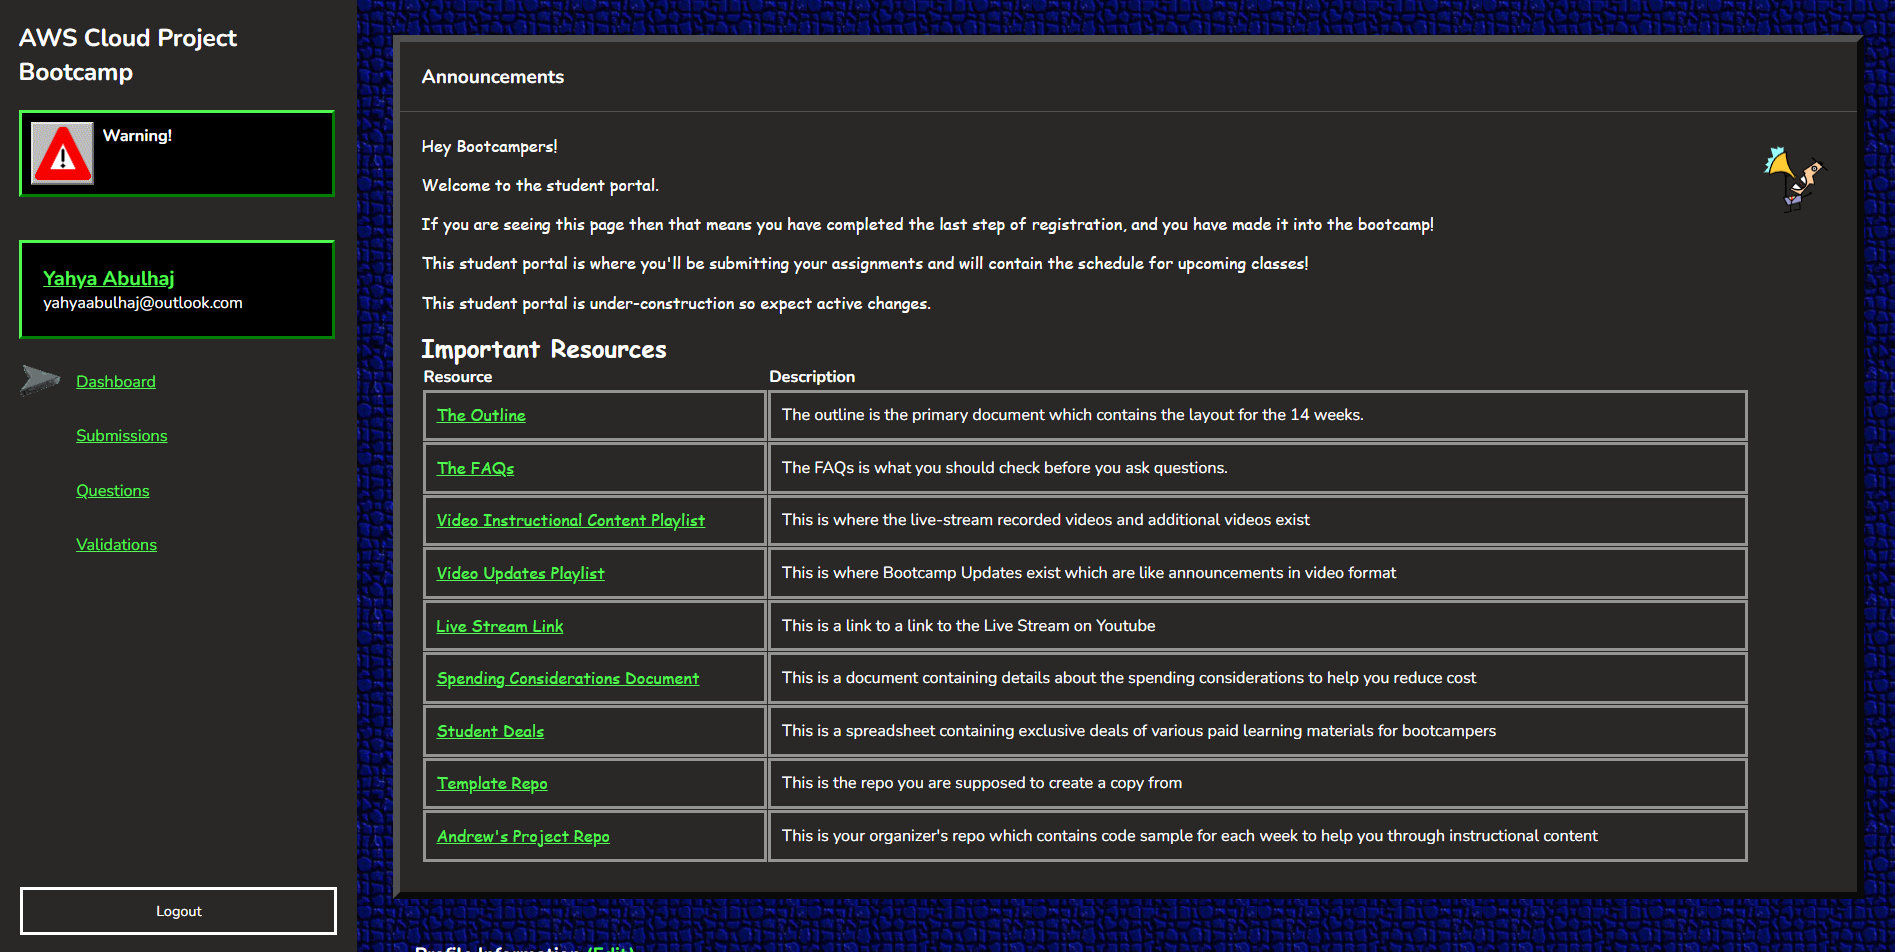 AWS Cloud Project
Bootcamp
Warning!
Yahya Abulhaj
yahyaabulhaj@outlook.com
Dashboard
Submissions
Questions
Validations
Logout
Announcements
Hey Bootcampers!
Welcome to the student portal.
If you are seeing this page then that means you have completed the last step of registration, and you have made it into the bootcamp!
This student portal is where you'll be submitting your assignments and will contain the schedule for upcoming classes!
This student portal is under-construction so expect active changes.
Important Resources
Resource Description
The Outline The outline is the primary document which contains the layout for the 14 weeks.
The FAQs The FAQs is what you should check before you ask questions.
Video Instructional Content Playlist This is where the live-stream recorded videos and additional videos exist
Video Updates Playlist This is where Bootcamp Updates exist which are like announcements in video format
Live Stream Link This is a link to a link to the Live Stream on Youtube
Spending Considerations Document This is a document containing details about the spending considerations to help you reduce cost
Student Deals This is a spreadsheet containing exclusive deals of various paid learning materials for bootcampers
Template Repo This is the repo you are supposed to create a copy from
Andrew's Project Repo This is your organizer's repo which contains code sample for each week to help you through instructional content
Profile Information (Edit)